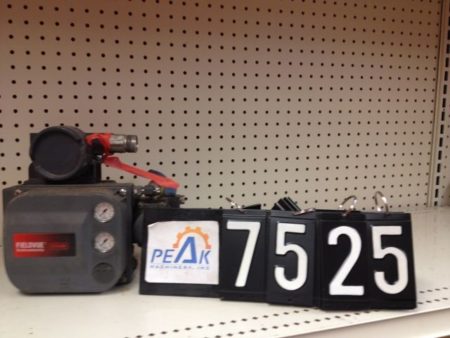 FIELDVUE
PEAK
MACHINERY, INC
7525